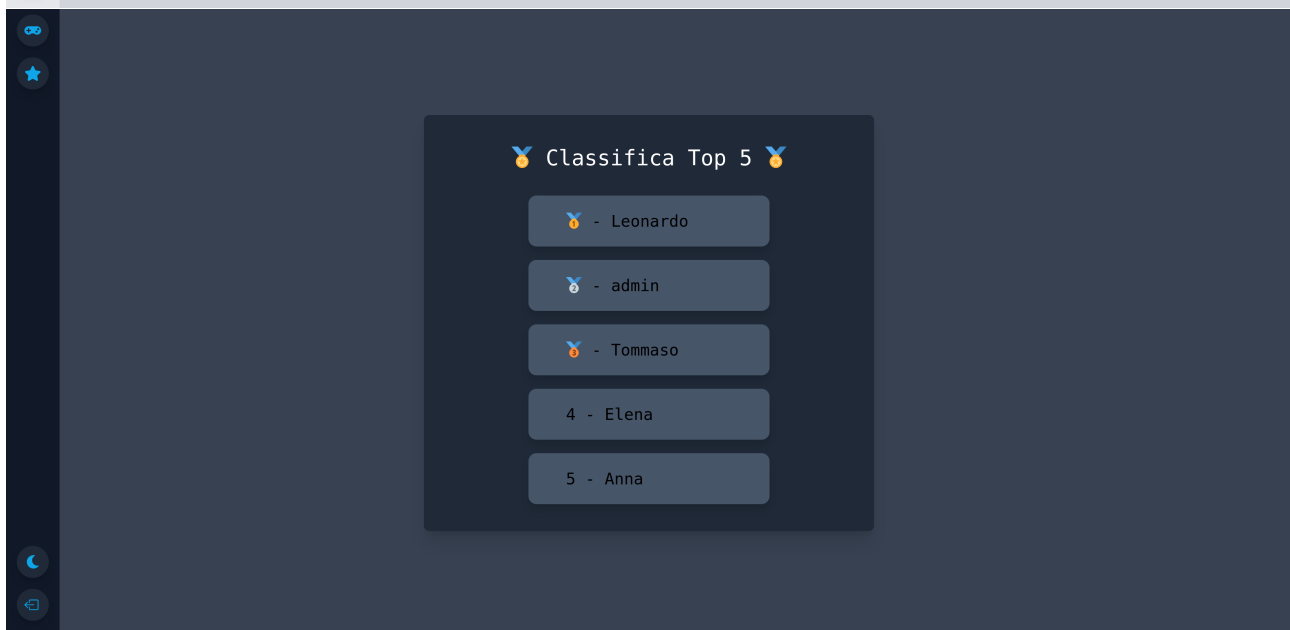 🏅 Classifica Top 5 🏅
🥇 - Leonardo
🥈 - admin
🥉 - Tommaso
4 - Elena
5 - Anna